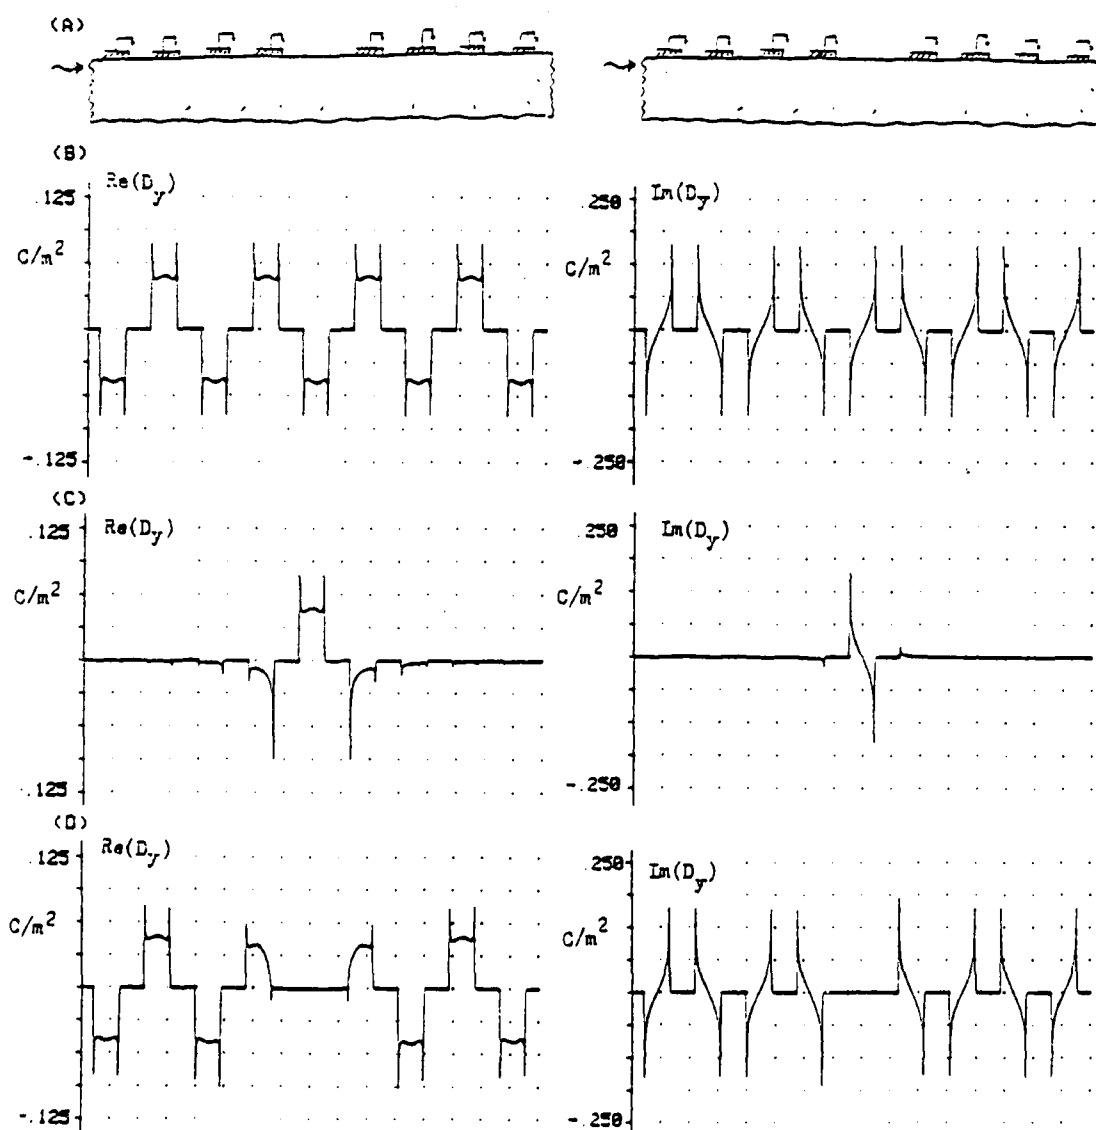 (A)
(B)
.125 Re(D_y) .250 Im(D_y)
C/m² C/m²
-.125 -.250
(C)
.125 Re(D_y) .250 Im(D_y)
C/m² C/m²
-.125 -.250
(D)
.125 Re(D_y) .250 Im(D_y)
C/m² C/m²
-.125 -.250